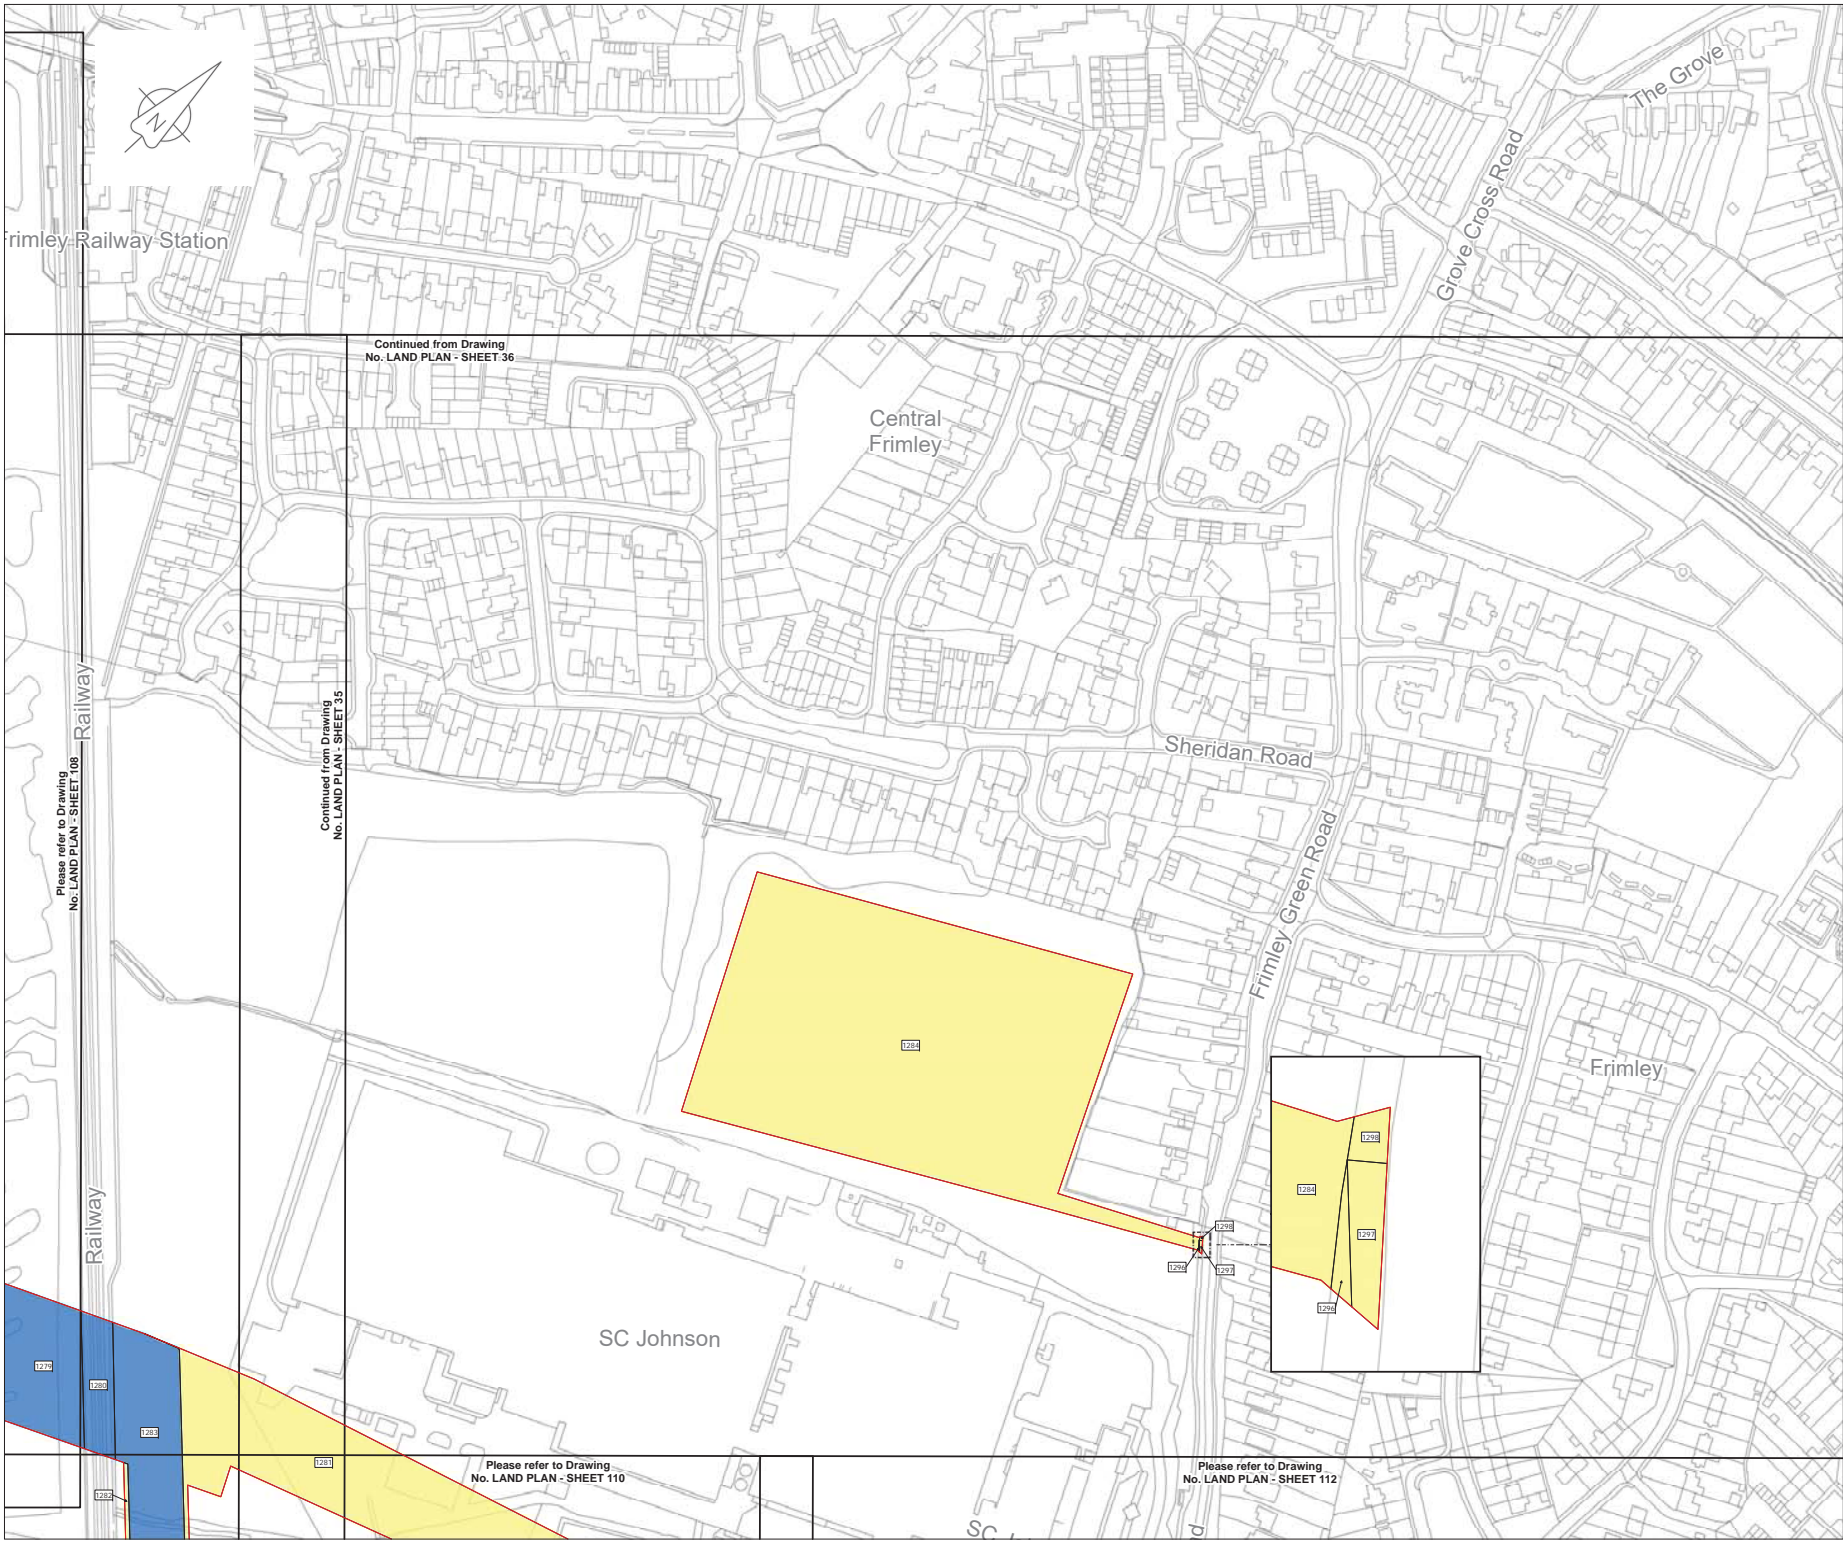 N
The Grove
Grove Cross Road
Frimley Railway Station
Continued from Drawing
No. LAND PLAN - SHEET 36
Central
Frimley
Railway
Please refer to Drawing
No. LAND PLAN - SHEET 108
Continued from Drawing
No. LAND PLAN - SHEET 35
Sheridan Road
Frimley Green Road
1284
Frimley
1298
1284
1297
1296
1298
1296
1297
Railway
SC Johnson
1279
1280
1283
1281
1282
Please refer to Drawing
No. LAND PLAN - SHEET 110
Please refer to Drawing
No. LAND PLAN - SHEET 112
SC